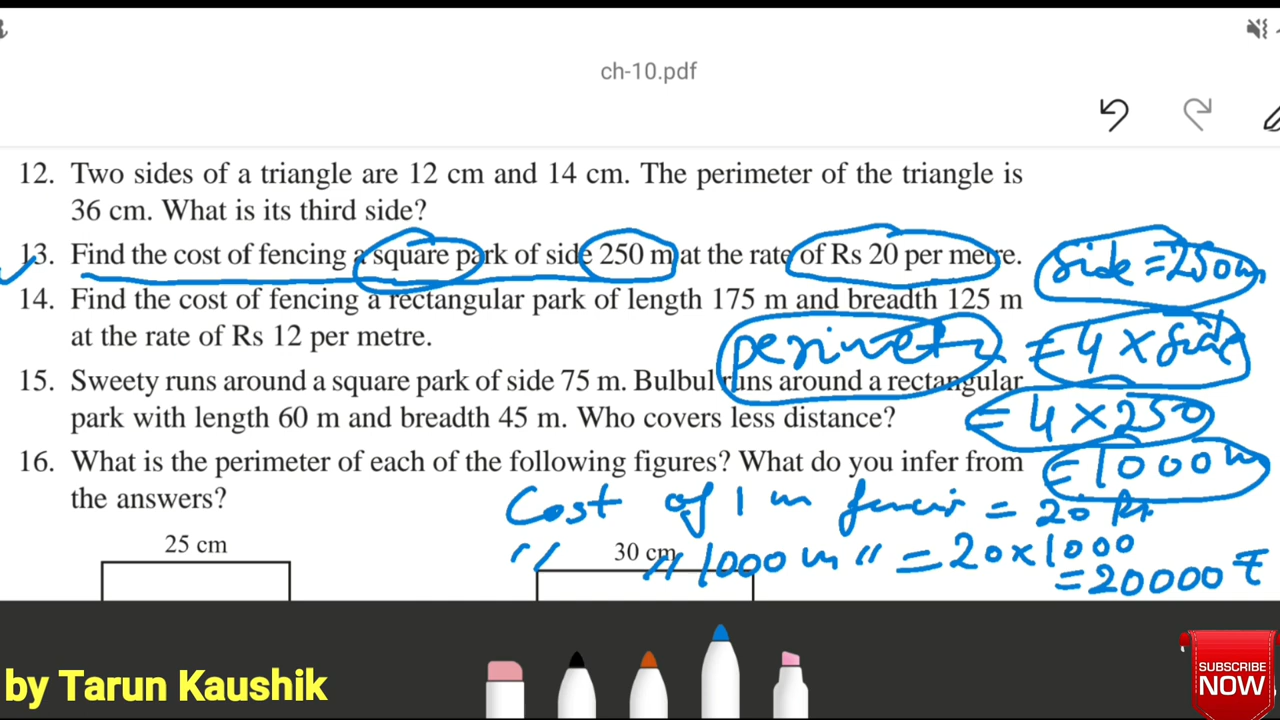 ch-10.pdf
12. Two sides of a triangle are 12 cm and 14 cm. The perimeter of the triangle is
36 cm. What is its third side?
13. Find the cost of fencing a square park of side 250 m at the rate of Rs 20 per metre.
side = 250m
14. Find the cost of fencing a rectangular park of length 175 m and breadth 125 m
at the rate of Rs 12 per metre.
perimeter = 4 × side
15. Sweety runs around a square park of side 75 m. Bulbul runs around a rectangular
park with length 60 m and breadth 45 m. Who covers less distance?
= 4 × 250
16. What is the perimeter of each of the following figures? What do you infer from
= 1000 m
the answers?
Cost of 1 m = 20
25 cm
30 cm
" " 1000 m " = 20 × 1000
= 20000 ₹
by Tarun Kaushik
SUBSCRIBE
NOW